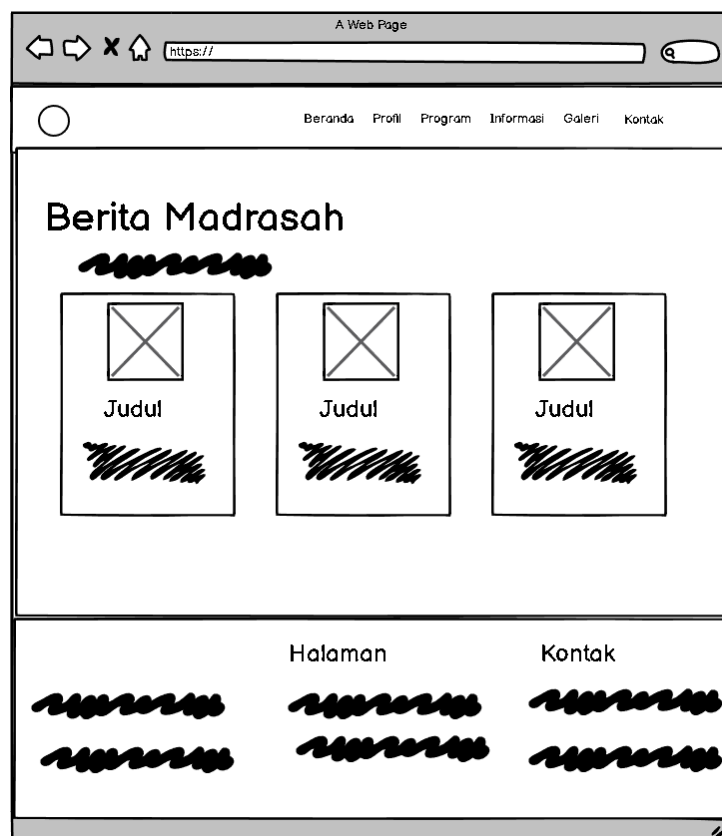 A Web Page
https://
Beranda Profil Program Informasi Galeri Kontak
Berita Madrasah
Judul Judul Judul
Halaman Kontak